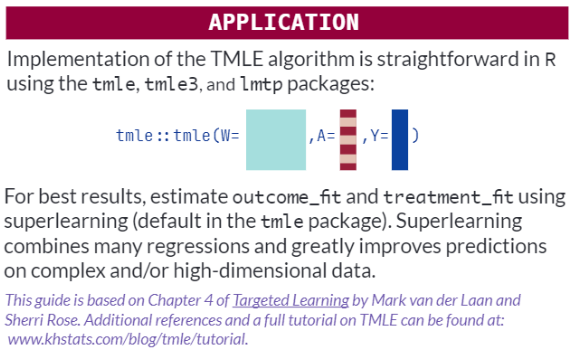 APPLICATION
Implementation of the TMLE algorithm is straightforward in R
using the tmle, tmle3, and lmtp packages:
tmle::tmle(W= ,A= ,Y= )
For best results, estimate outcome_fit and treatment_fit using
superlearning (default in the tmle package). Superlearning
combines many regressions and greatly improves predictions
on complex and/or high-dimensional data.
This guide is based on Chapter 4 of Targeted Learning by Mark van der Laan and
Sherri Rose. Additional references and a full tutorial on TMLE can be found at:
www.khstats.com/blog/tmle/tutorial.